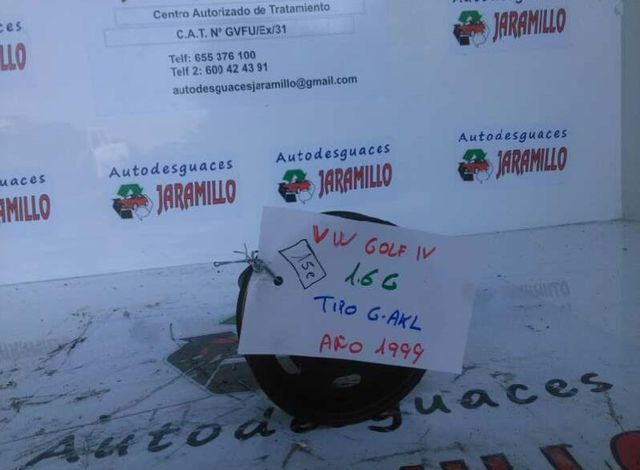 Centro Autorizado de Tratamiento
C.A.T. Nº GVFU/Ex/31
Telf: 655 376 100
Telf 2: 600 42 43 91
autodesguacesjaramillo@gmail.com
JARAMILLO
Autodesguaces
JARAMILLO
Autodesguaces
JARAMILLO
Autodesguaces
JARAMILLO
VW GOLF IV
15€
1.6 G
TIPO G-AKL
AÑO 1999
Autodesguaces